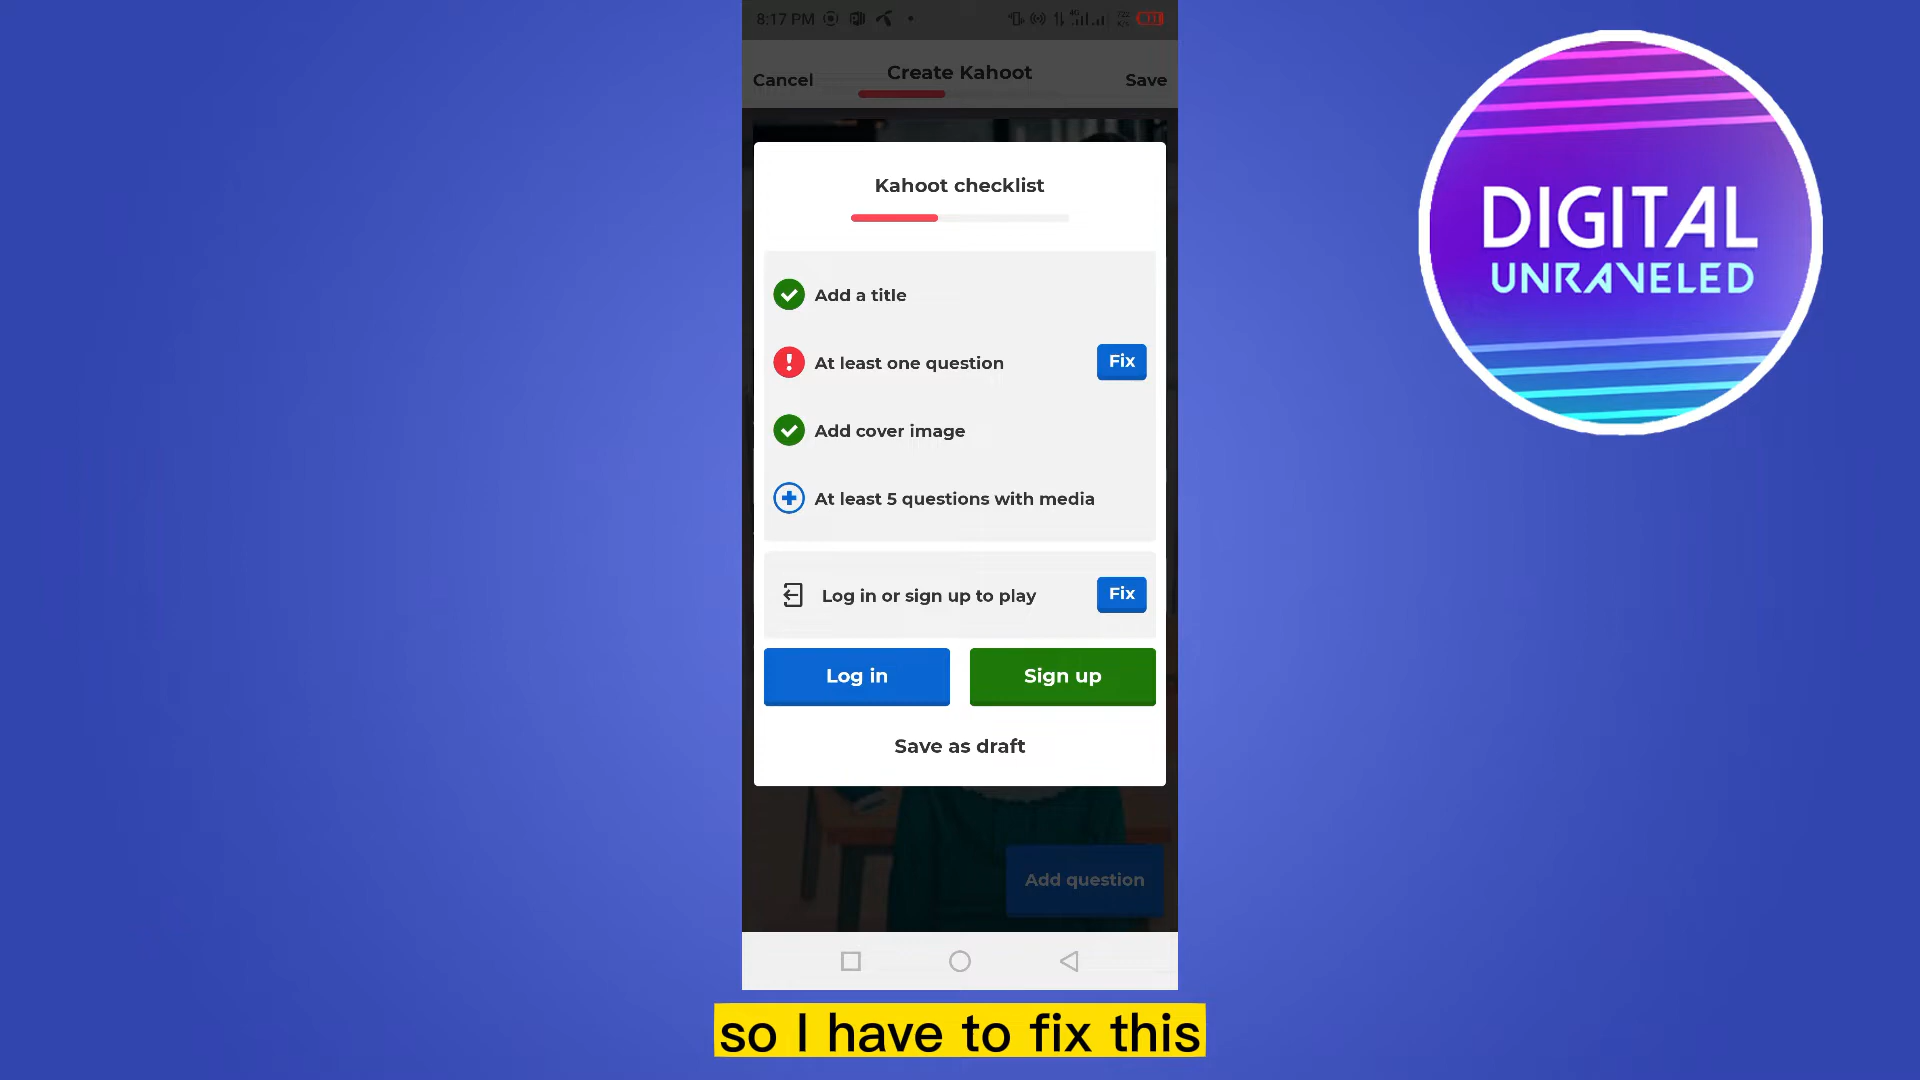 8:17 PM
Cancel
Create Kahoot
Save
Kahoot checklist
Add a title
At least one question
Fix
Add cover image
At least 5 questions with media
Log in or sign up to play
Fix
Log in
Sign up
Save as draft
Add question
so I have to fix this
DIGITAL
UNRAVELED